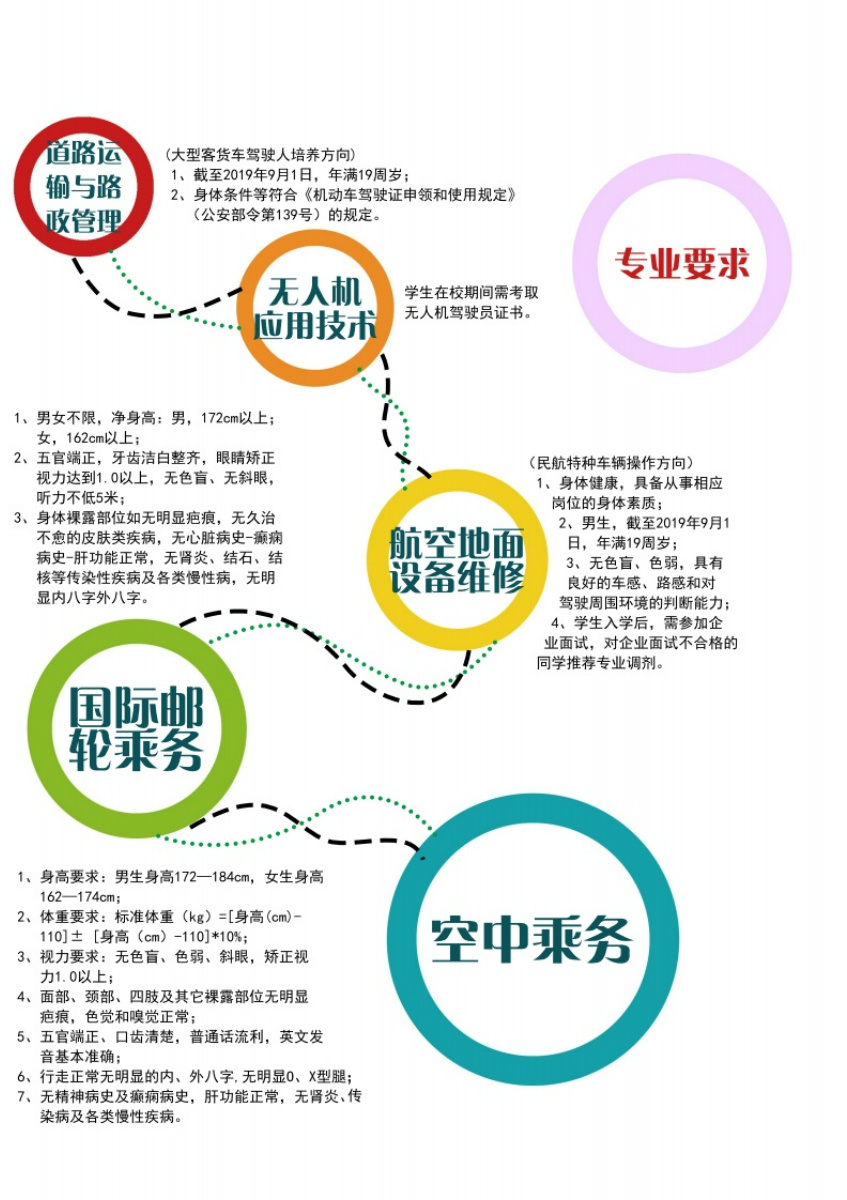 道路运
输与路
政管理
(大型客货车驾驶人培养方向)
1、截至2019年9月1日，年满19周岁；
2、身体条件等符合《机动车驾驶证申领和使用规定》
（公安部令第139号）的规定。
专业要求
无人机
应用技术
学生在校期间需考取
无人机驾驶员证书。
1、男女不限，净身高：男，172cm以上；
女，162cm以上；
2、五官端正，牙齿洁白整齐，眼睛矫正
视力达到1.0以上，无色盲、无斜眼，
听力不低5米；
3、身体裸露部位如无明显疤痕，无久治
不愈的皮肤类疾病，无心脏病史-癫痫
病史-肝功能正常，无肾炎、结石、结
核等传染性疾病及各类慢性病，无明
显内八字外八字。
航空地面
设备维修
（民航特种车辆操作方向）
1、身体健康，具备从事相应
岗位的身体素质；
2、男生，截至2019年9月1
日，年满19周岁；
3、无色盲、色弱，具有
良好的车感、路感和对
驾驶周围环境的判断能力；
4、学生入学后，需参加企
业面试，对企业面试不合格的
同学推荐专业调剂。
国际邮
轮乘务
1、身高要求：男生身高172—184cm，女生身高
162—174cm；
2、体重要求：标准体重（kg）=[身高(cm)-
110]± [身高（cm）-110]*10%；
3、视力要求：无色盲、色弱、斜眼，矫正视
力1.0以上；
4、面部、颈部、四肢及其它裸露部位无明显
疤痕，色觉和嗅觉正常；
5、五官端正、口齿清楚，普通话流利，英文发
音基本准确；
6、行走正常无明显的内、外八字,无明显O、X型腿；
7、无精神病史及癫痫病史，肝功能正常，无肾炎、传
染病及各类慢性疾病。
空中乘务